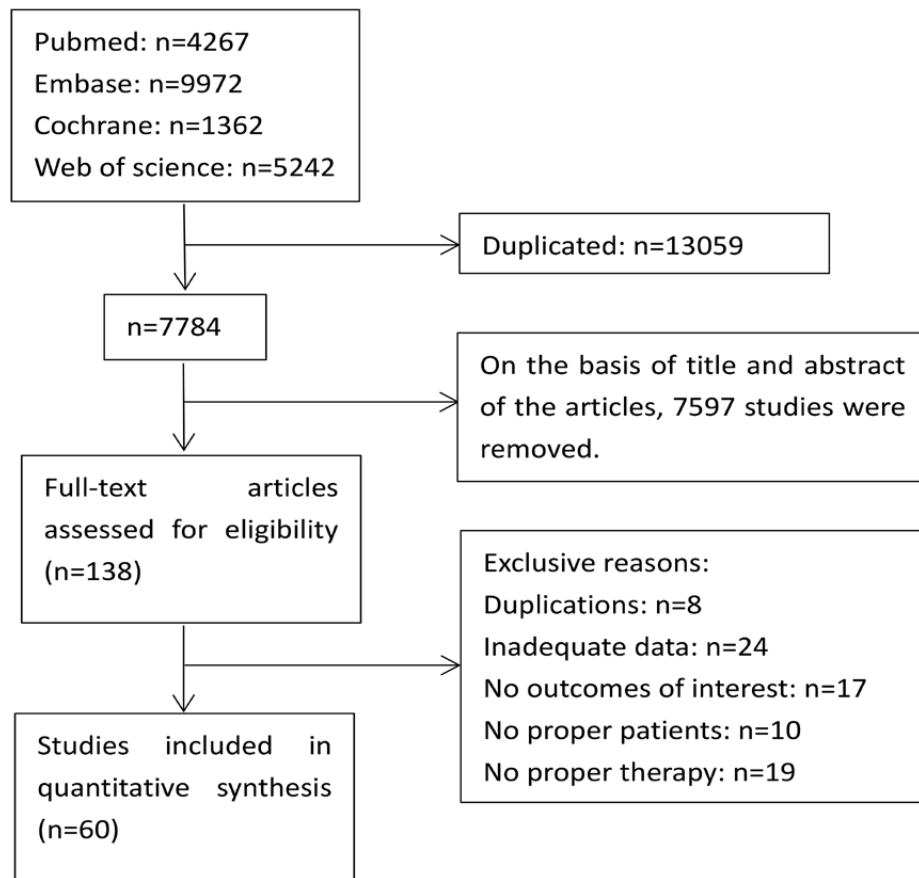 Pubmed: n=4267
Embase: n=9972
Cochrane: n=1362
Web of science: n=5242
Duplicated: n=13059
n=7784
On the basis of title and abstract
of the articles, 7597 studies were
removed.
Full-text articles
assessed for eligibility
(n=138)
Exclusive reasons:
Duplications: n=8
Inadequate data: n=24
No outcomes of interest: n=17
No proper patients: n=10
No proper therapy: n=19
Studies included in
quantitative synthesis
(n=60)